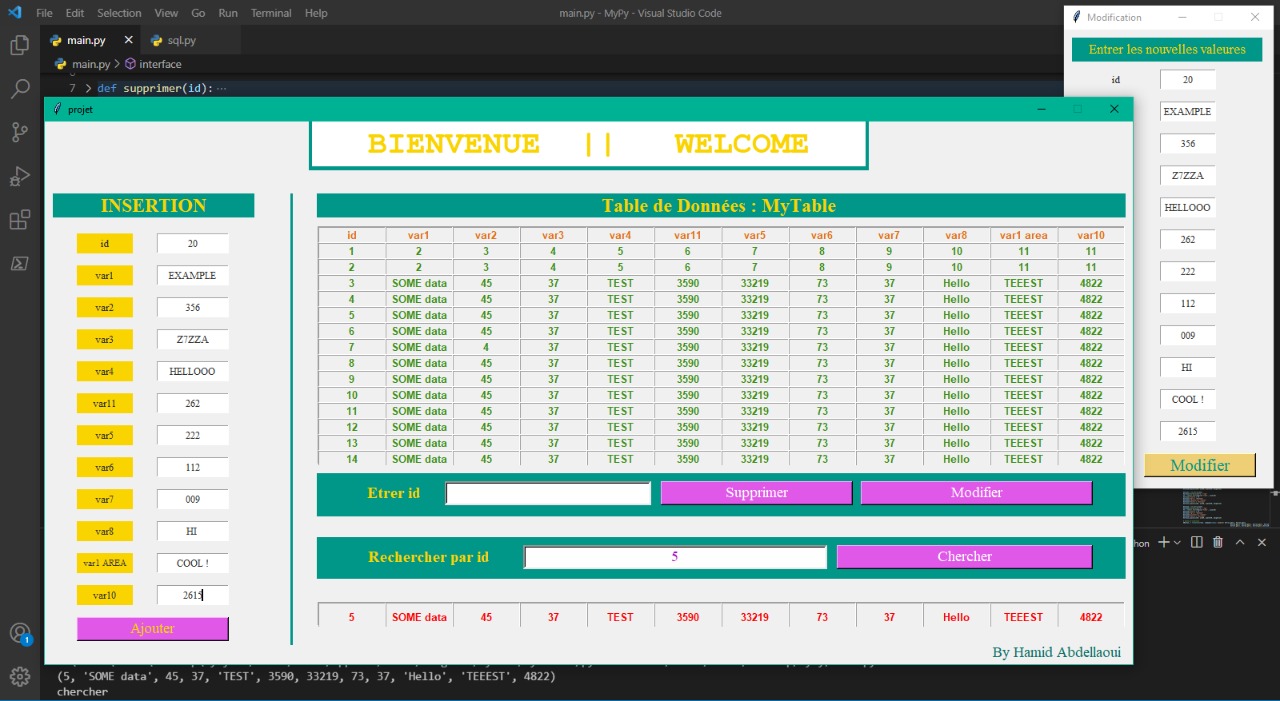 File Edit Selection View Go Run Terminal Help
main.py - MyPy - Visual Studio Code
main.py sql.py
main.py > interface
7 > def supprimer(id): ...
projet
BIENVENUE || WELCOME
INSERTION
id 20
var1 EXAMPLE
var2 356
var3 Z7ZZA
var4 HELLOOO
var11 262
var5 222
var6 112
var7 009
var8 HI
var1 AREA COOL !
var10 2615
Ajouter
Table de Données : MyTable
id var1 var2 var3 var4 var11 var5 var6 var7 var8 var1 area var10
1 2 3 4 5 6 7 8 9 10 11 11
2 2 3 4 5 6 7 8 9 10 11 11
3 SOME data 45 37 TEST 3590 33219 73 37 Hello TEEEST 4822
4 SOME data 45 37 TEST 3590 33219 73 37 Hello TEEEST 4822
5 SOME data 45 37 TEST 3590 33219 73 37 Hello TEEEST 4822
6 SOME data 45 37 TEST 3590 33219 73 37 Hello TEEEST 4822
7 SOME data 4 37 TEST 3590 33219 73 37 Hello TEEEST 4822
8 SOME data 45 37 TEST 3590 33219 73 37 Hello TEEEST 4822
9 SOME data 45 37 TEST 3590 33219 73 37 Hello TEEEST 4822
10 SOME data 45 37 TEST 3590 33219 73 37 Hello TEEEST 4822
11 SOME data 45 37 TEST 3590 33219 73 37 Hello TEEEST 4822
12 SOME data 45 37 TEST 3590 33219 73 37 Hello TEEEST 4822
13 SOME data 45 37 TEST 3590 33219 73 37 Hello TEEEST 4822
14 SOME data 45 37 TEST 3590 33219 73 37 Hello TEEEST 4822
Etrer id Supprimer Modifier
Rechercher par id 5 Chercher
5 SOME data 45 37 TEST 3590 33219 73 37 Hello TEEEST 4822
By Hamid Abdellaoui
Modification
Entrer les nouvelles valeures
id 20
EXAMPLE
356
Z7ZZA
HELLOOO
262
222
112
009
HI
COOL !
2615
Modifier
1
(5, 'SOME data', 45, 37, 'TEST', 3590, 33219, 73, 37, 'Hello', 'TEEEST', 4822)
chercher